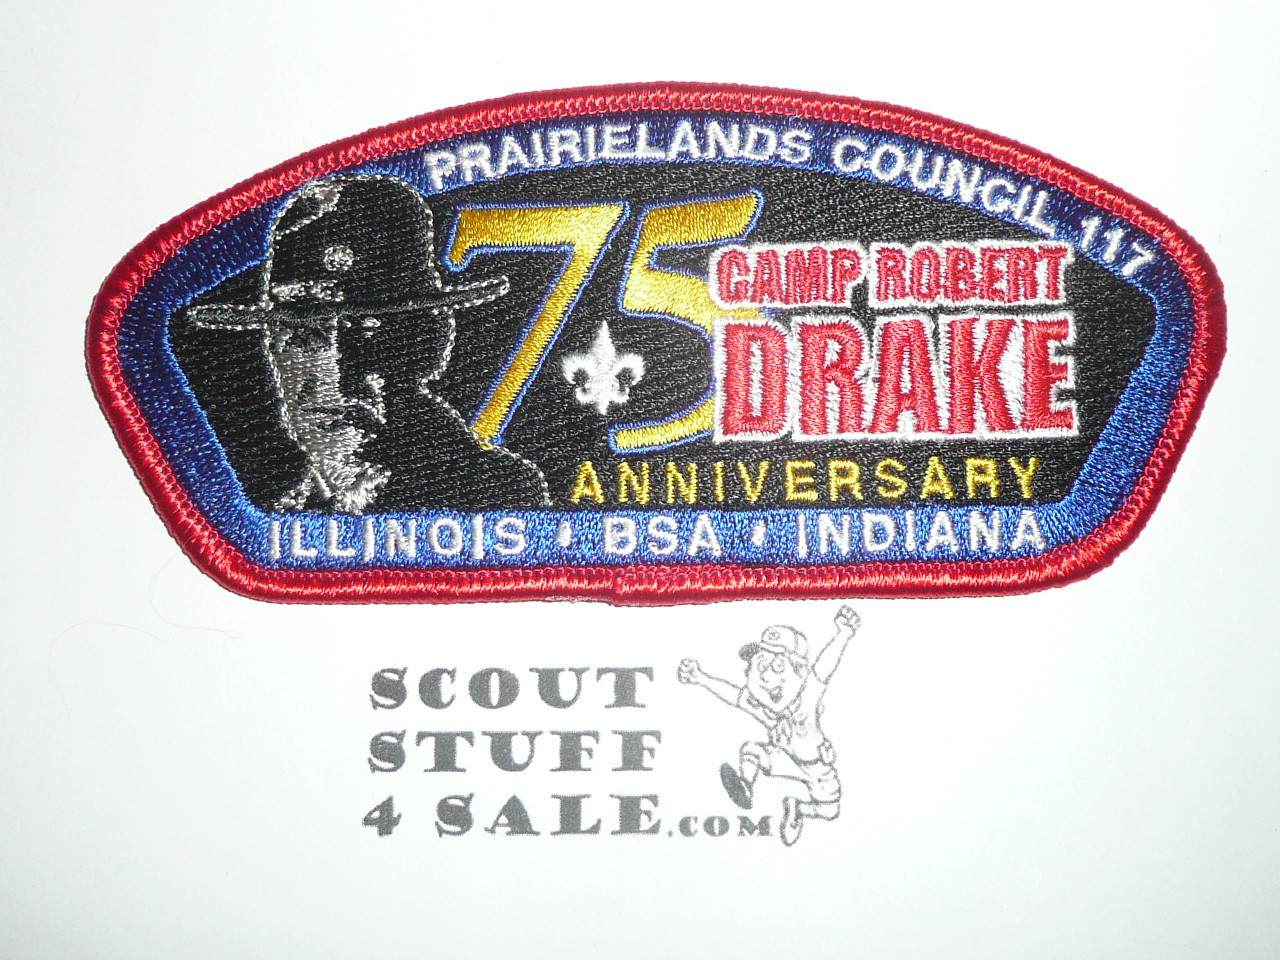 PRAIRIELANDS COUNCIL 117
75
CAMP ROBERT
DRAKE
ANNIVERSARY
ILLINOIS • BSA • INDIANA
SCOUT
STUFF
4 SALE.COM